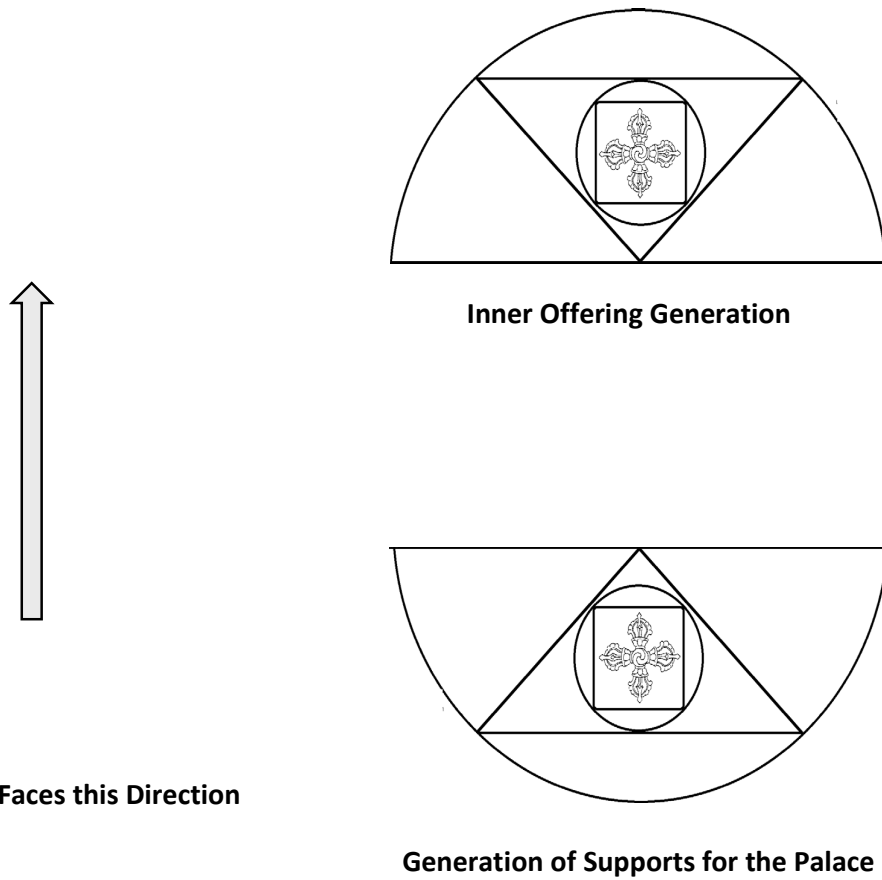 Inner Offering Generation
Faces this Direction
Generation of Supports for the Palace